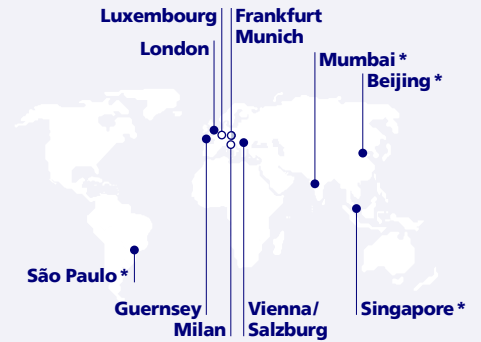 Luxembourg
Frankfurt
Munich
London
Mumbai *
Beijing *
São Paulo *
Guernsey
Milan
Vienna/
Salzburg
Singapore *